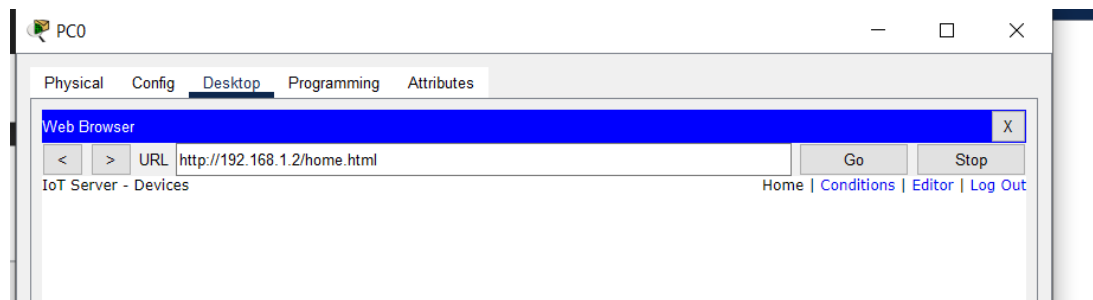 PC0
Physical Config Desktop Programming Attributes
Web Browser X
< > URL http://192.168.1.2/home.html Go Stop
IoT Server - Devices Home | Conditions | Editor | Log Out